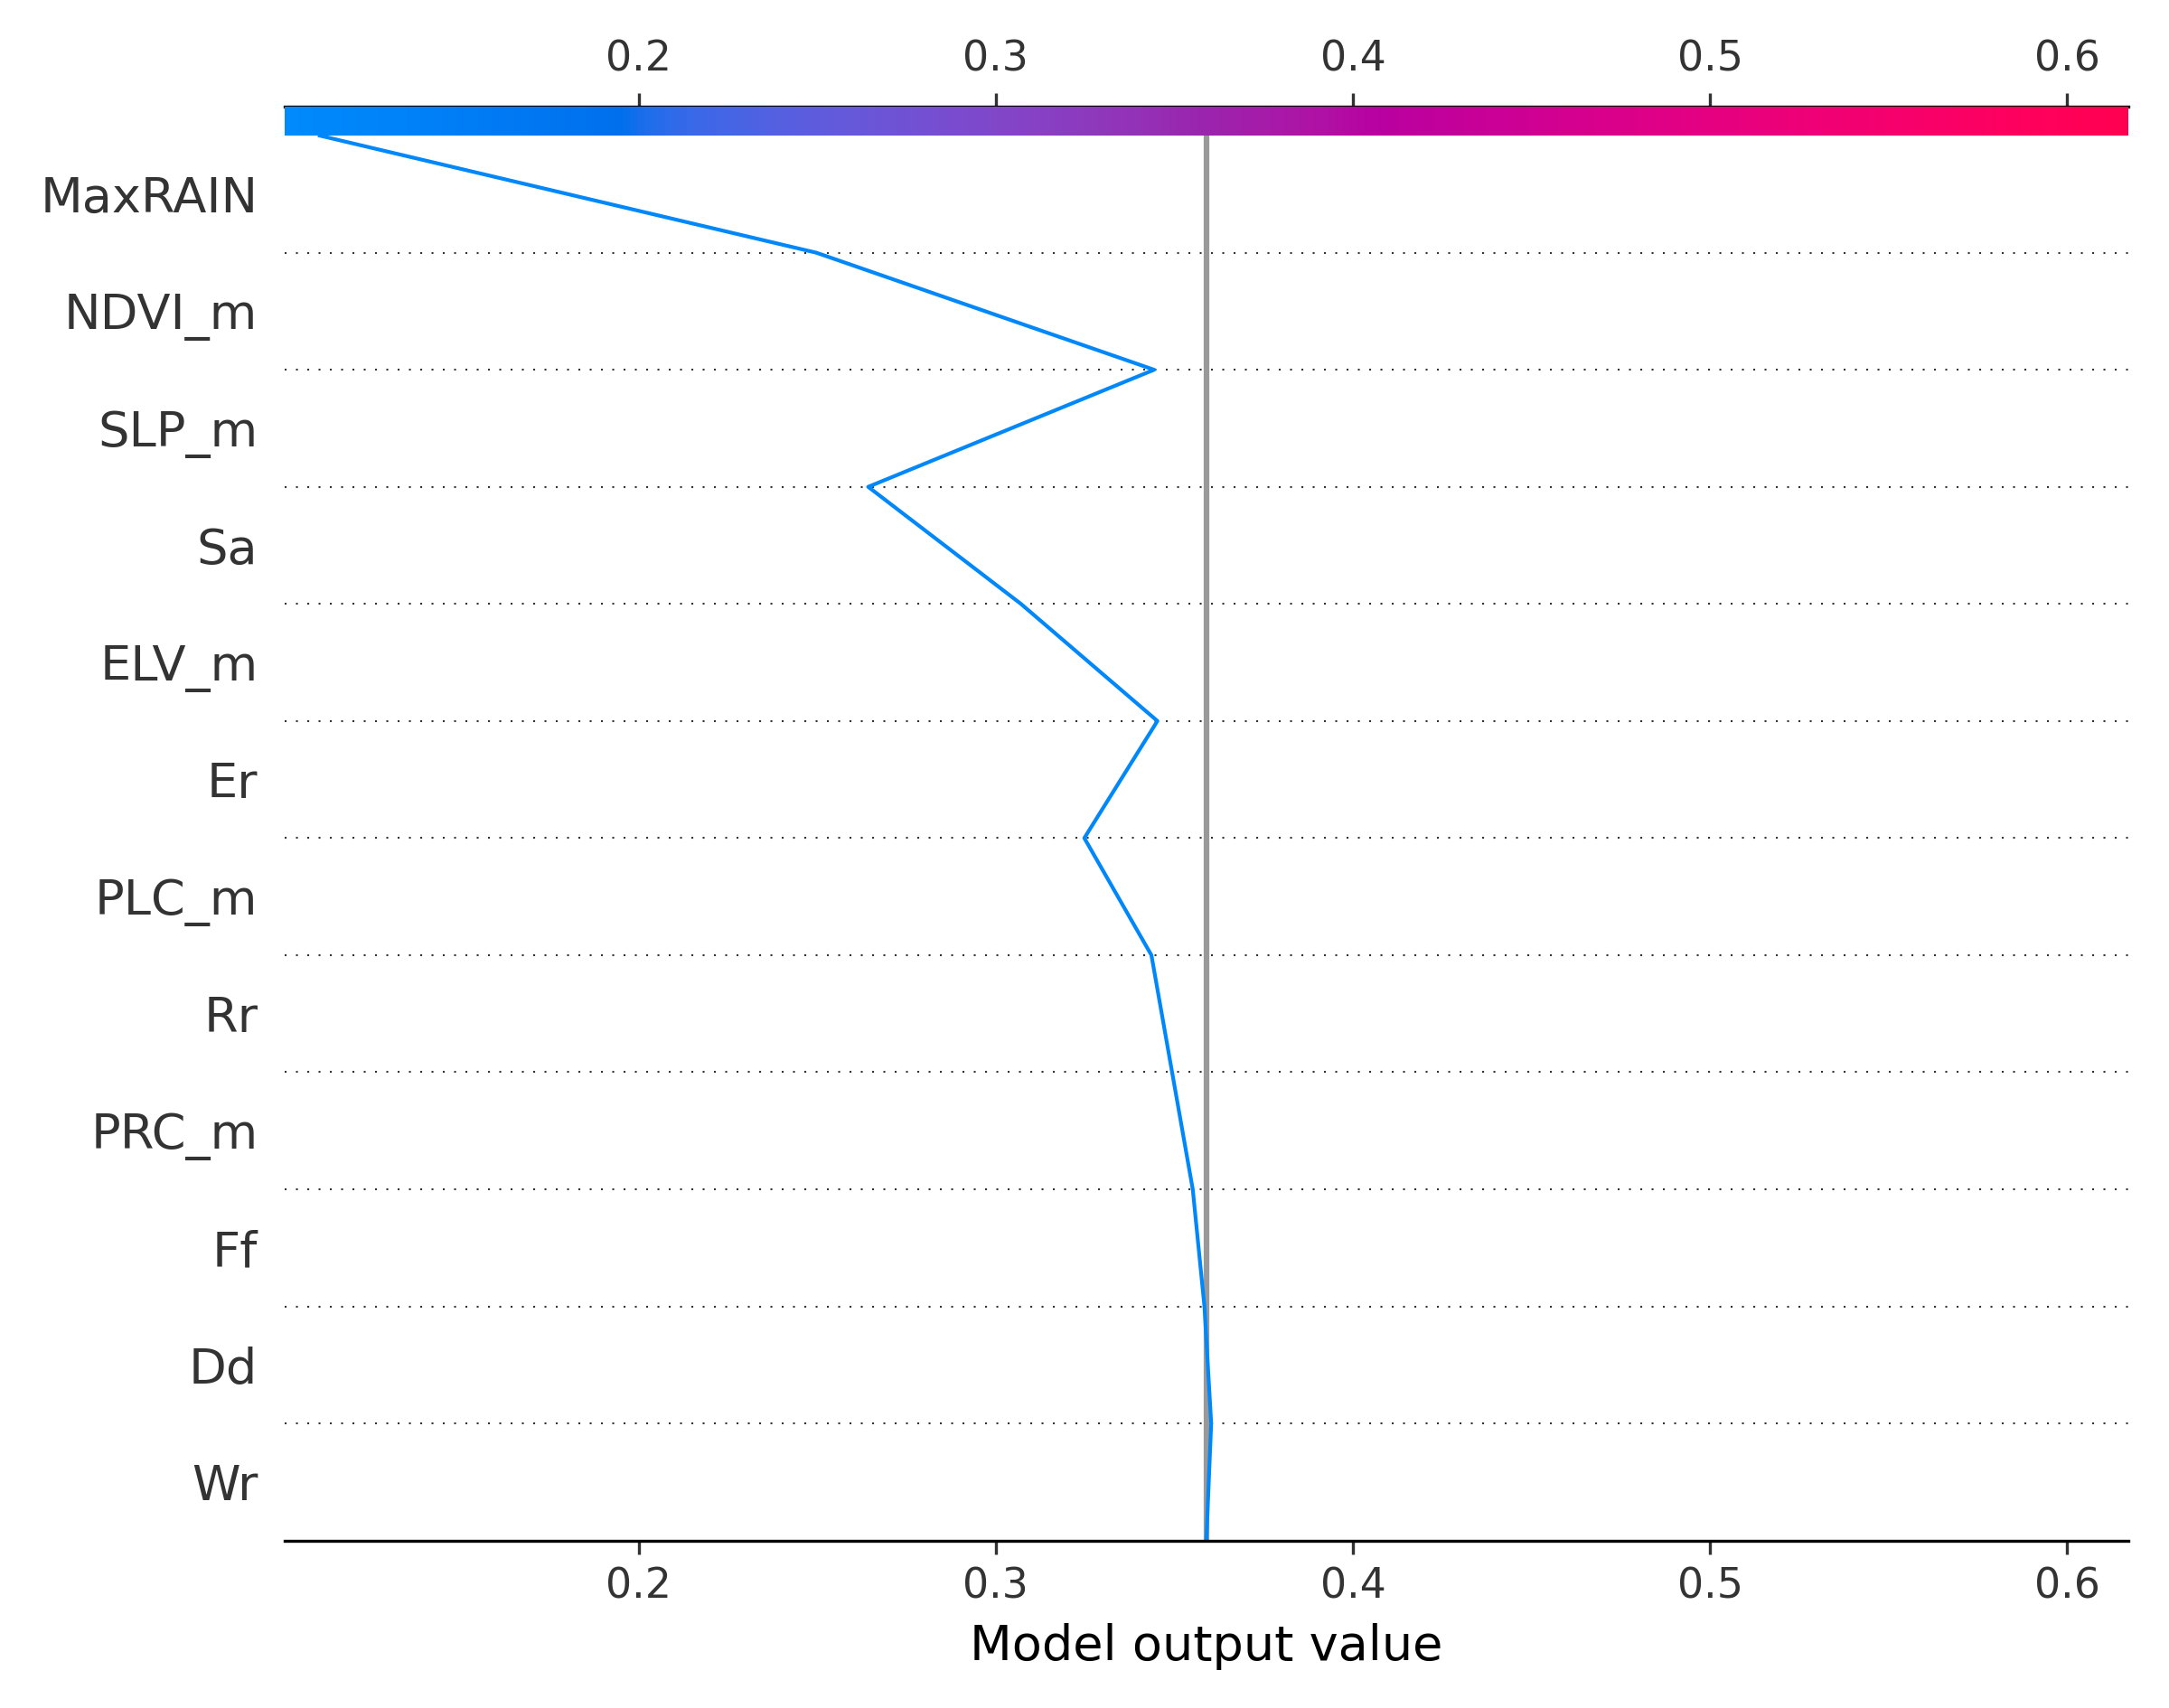 0.2 0.3 0.4 0.5 0.6
MaxRAIN
NDVI_m
SLP_m
Sa
ELV_m
Er
PLC_m
Rr
PRC_m
Ff
Dd
Wr
0.2 0.3 0.4 0.5 0.6
Model output value